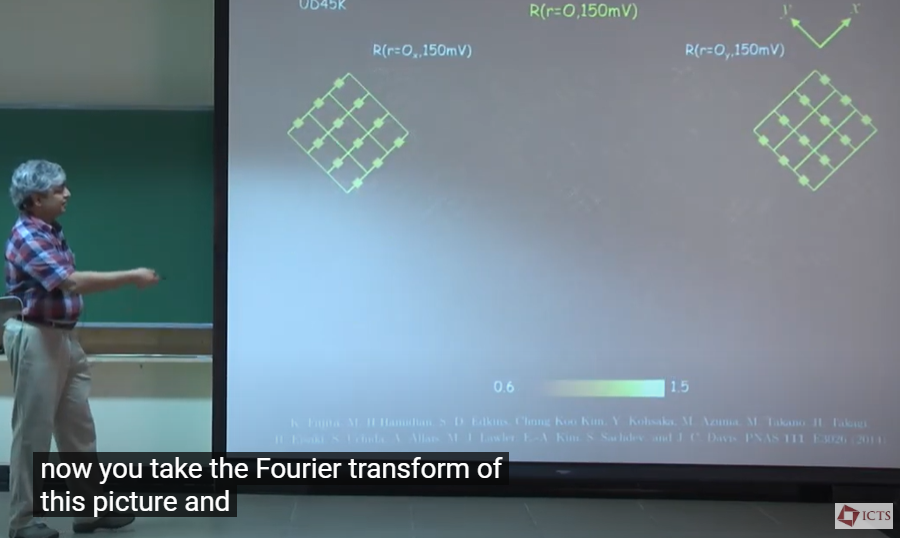 UD45K
R(r=O,150mV)
y x
R(r=Oₓ,150mV) R(r=Oᵧ,150mV)
0.6 1.5
K. Fujita, M. H Hamidian, S. D. Edkins, Chung Koo Kim, Y. Kohsaka, M. Azuma, M. Takano, H. Takagi,
H. Eisaki, S. Uchida, A. Allais, M. J. Lawler, E.-A. Kim, S. Sachdev, and J. C. Davis, PNAS 111, E3026 (2014)
now you take the Fourier transform of
this picture and
ICTS